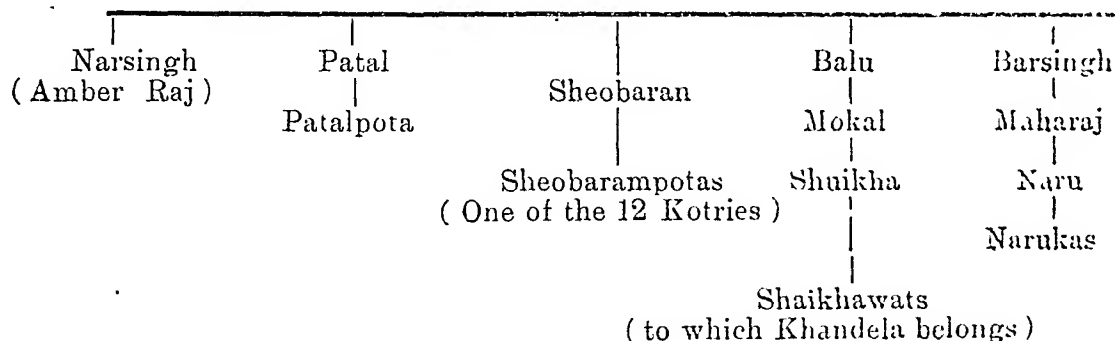 Narsingh Patal Balu Barsingh
( Amber Raj ) Sheobaran
Patalpota Mokal Maharaj
Sheobarampotas Shuikha Naru
( One of the 12 Kotries )
Narukas
Shaikhawats
( to which Khandela belongs )